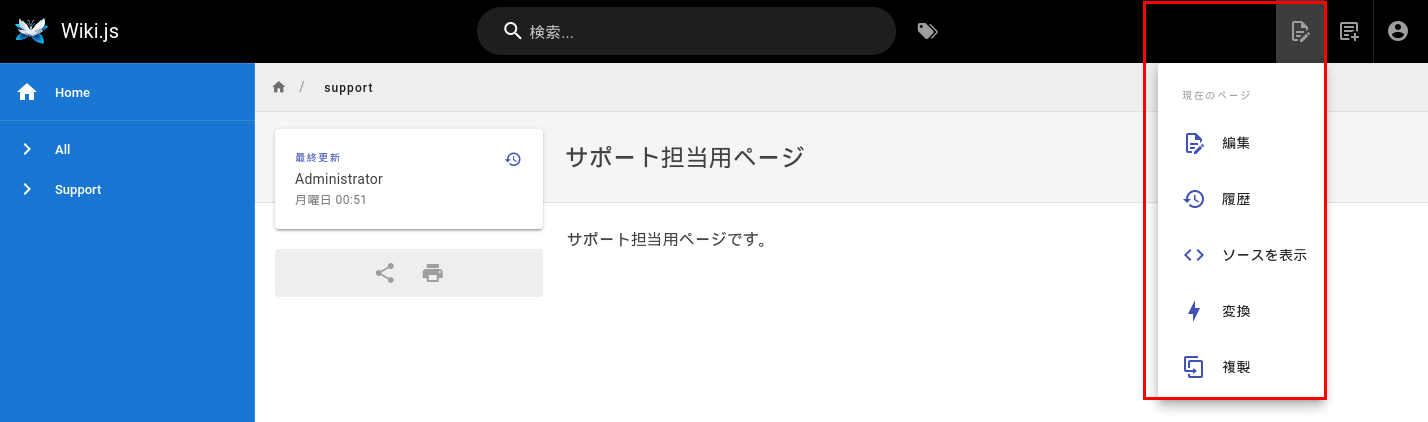 Wiki.js
検索...
Home
All
Support
/ support
最終更新
Administrator
月曜日 00:51
サポート担当用ページ
サポート担当用ページです。
現在のページ
編集
履歴
ソースを表示
変換
複製